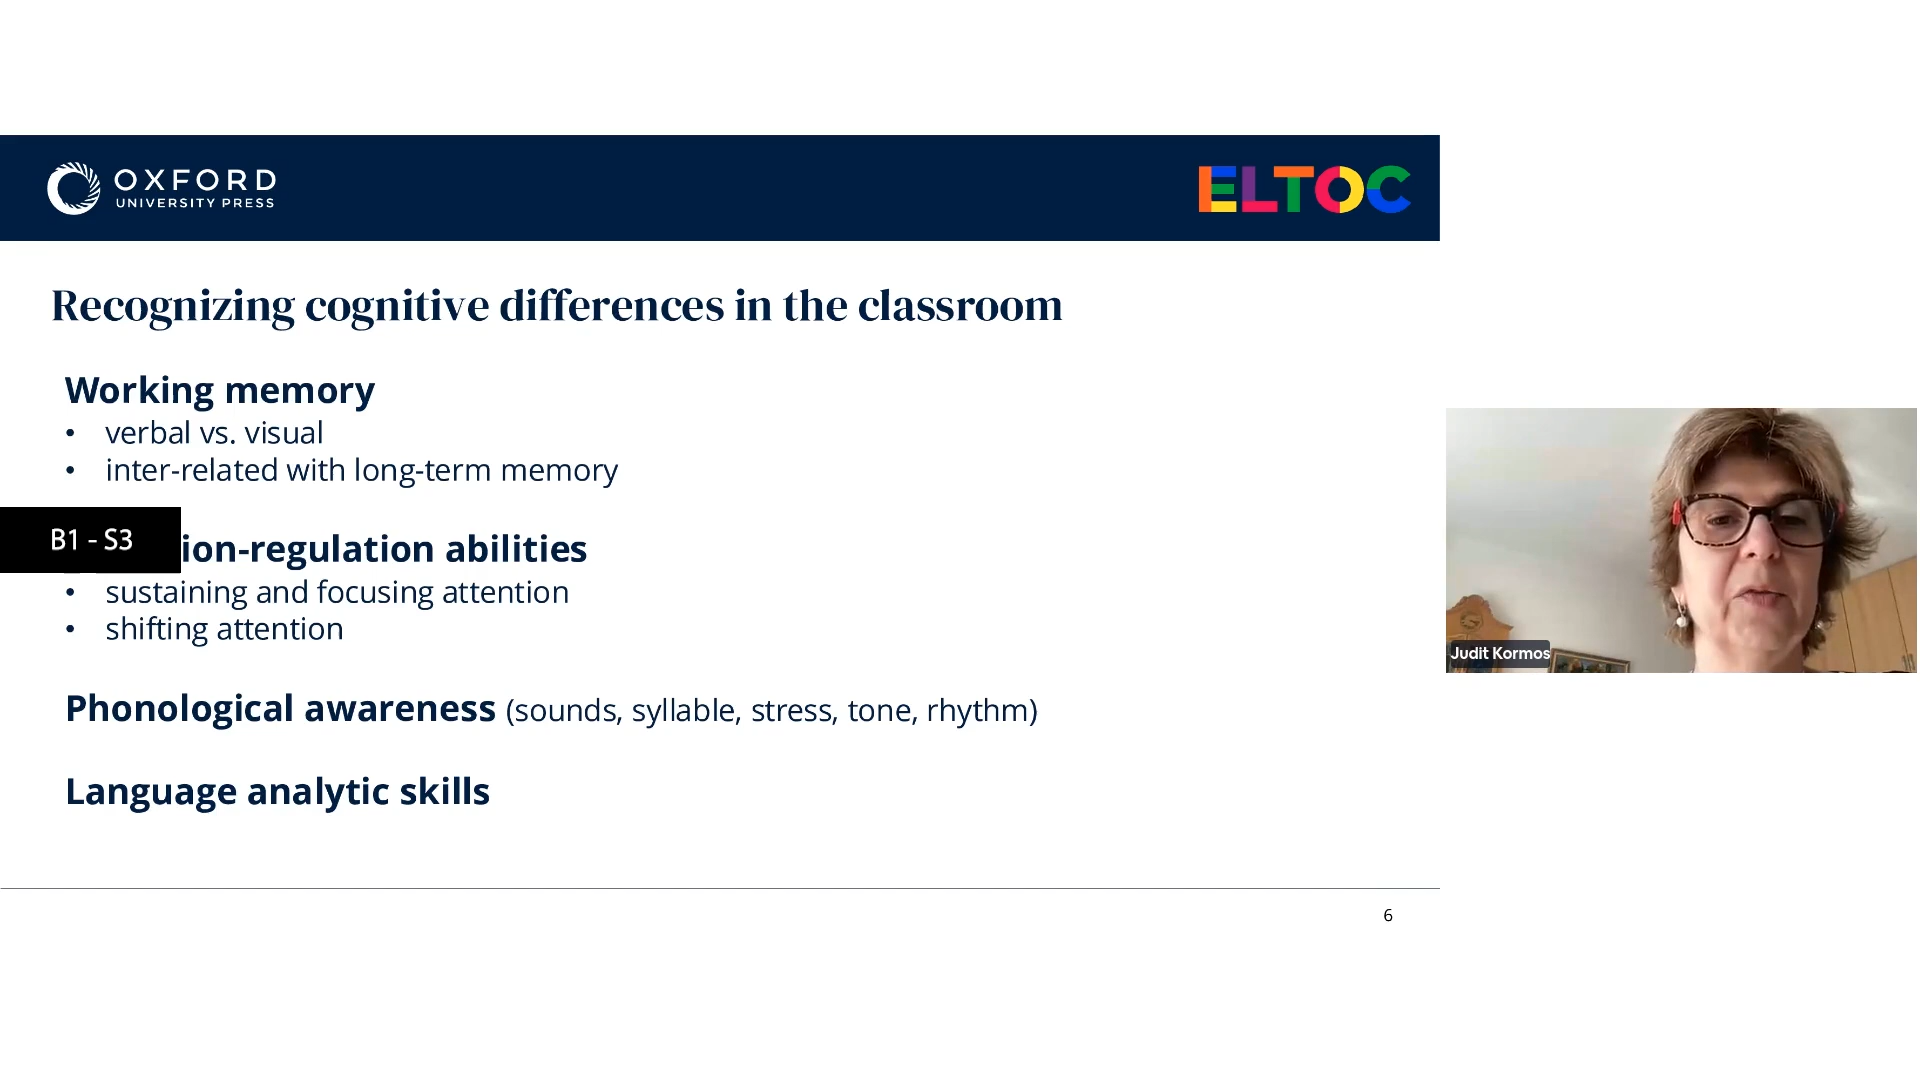 OXFORD
UNIVERSITY PRESS
ELTOC
Recognizing cognitive differences in the classroom
Working memory
• verbal vs. visual
• inter-related with long-term memory
B1 - S3
ion-regulation abilities
• sustaining and focusing attention
• shifting attention
Phonological awareness (sounds, syllable, stress, tone, rhythm)
Language analytic skills
6
Judit Kormos